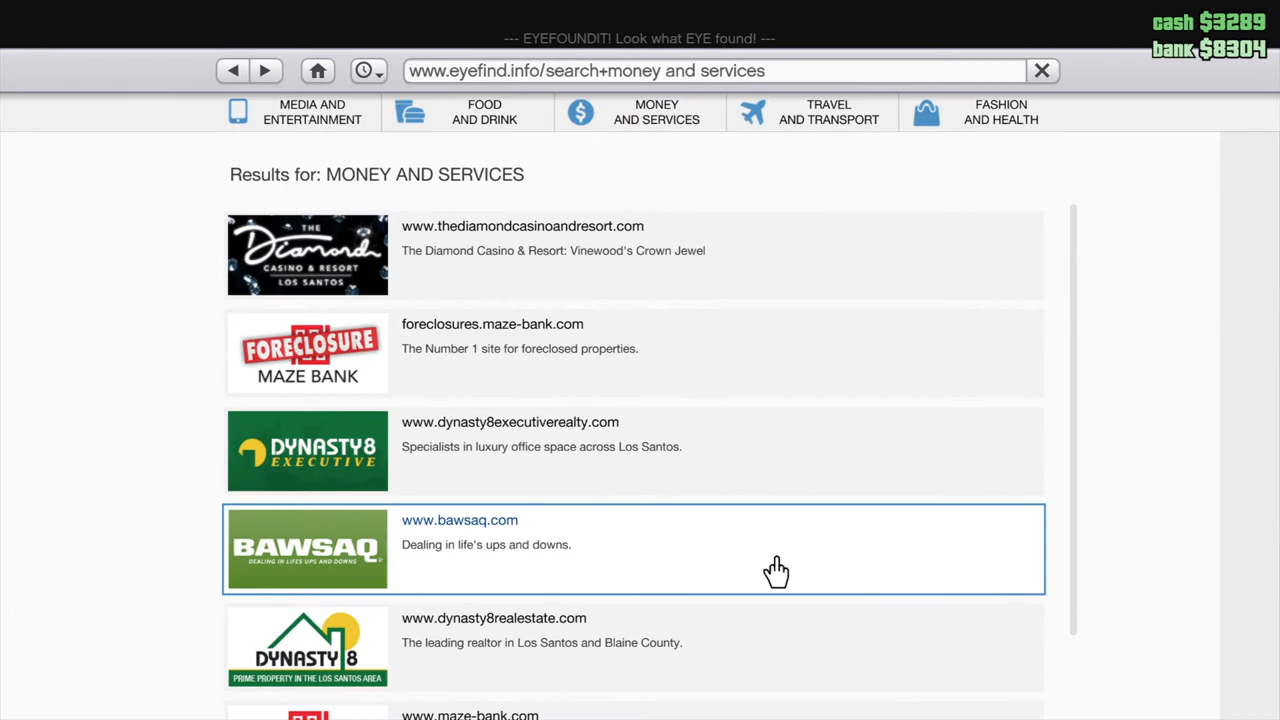 cash $3289
bank $8304
--- EYEFOUNDIT! Look what EYE found! ---
www.eyefind.info/search+money and services
MEDIA AND ENTERTAINMENT
FOOD AND DRINK
MONEY AND SERVICES
TRAVEL AND TRANSPORT
FASHION AND HEALTH
Results for: MONEY AND SERVICES
THE
Diamond
CASINO & RESORT
LOS SANTOS
www.thediamondcasinoandresort.com
The Diamond Casino & Resort: Vinewood's Crown Jewel
FORECLOSURE
MAZE BANK
foreclosures.maze-bank.com
The Number 1 site for foreclosed properties.
DYNASTY8
EXECUTIVE
www.dynasty8executiverealty.com
Specialists in luxury office space across Los Santos.
BAWSAQ
DEALING IN LIFES UPS AND DOWNS
www.bawsaq.com
Dealing in life's ups and downs.
DYNASTY 8
PRIME PROPERTY IN THE LOS SANTOS AREA
www.dynasty8realestate.com
The leading realtor in Los Santos and Blaine County.
www.maze-bank.com